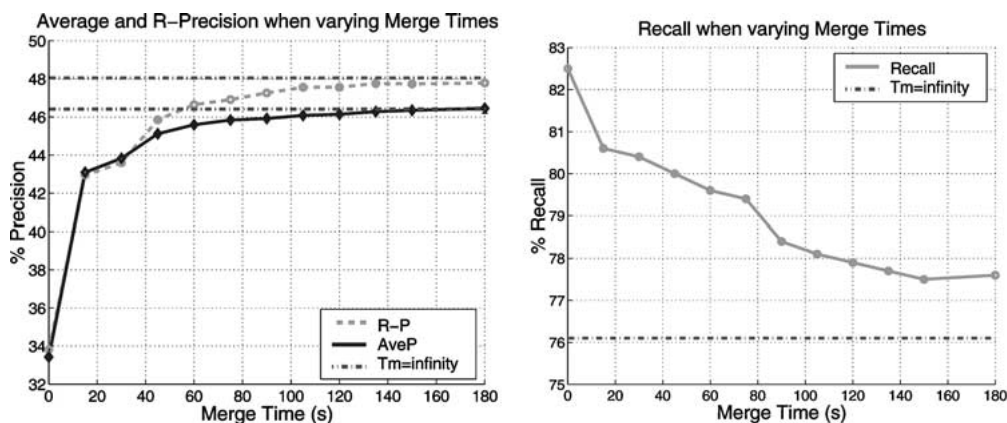 Average and R-Precision when varying Merge Times
50
48
46
44
42
40
38
36
34
32
% Precision
R-P
AveP
Tm=infinity
0 20 40 60 80 100 120 140 160 180
Merge Time (s)
Recall when varying Merge Times
83
82
81
80
79
78
77
76
75
% Recall
Recall
Tm=infinity
0 20 40 60 80 100 120 140 160 180
Merge Time (s)